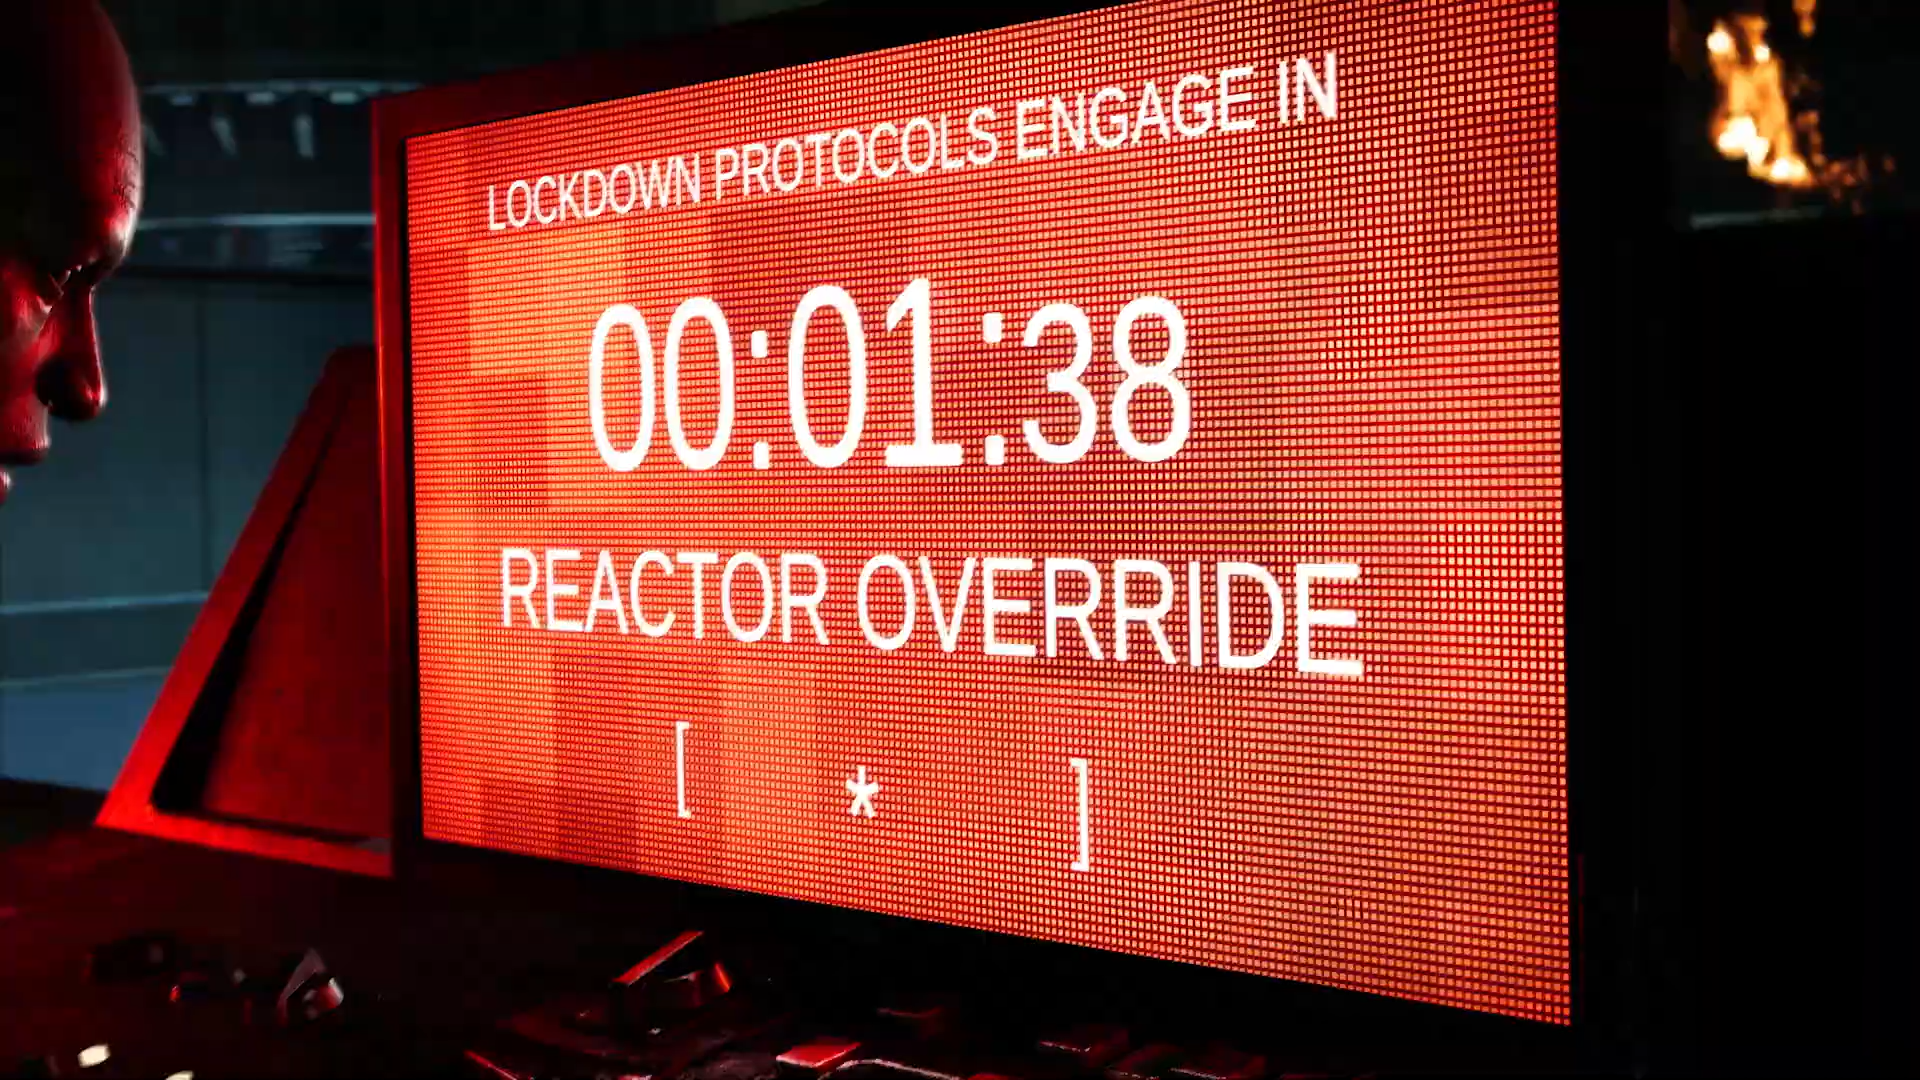 LOCKDOWN PROTOCOLS ENGAGE IN
00:01:38
REACTOR OVERRIDE
[ * ]